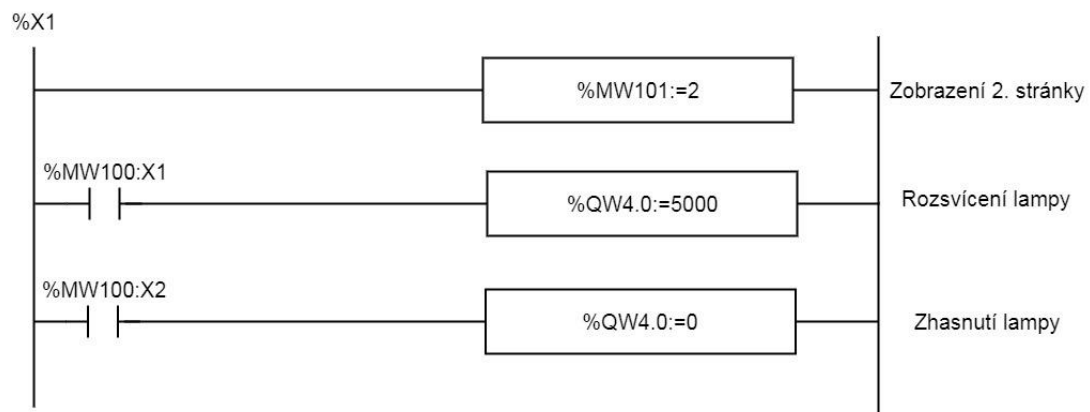 %X1
%MW101:=2
Zobrazení 2. stránky
%MW100:X1
%QW4.0:=5000
Rozsvícení lampy
%MW100:X2
%QW4.0:=0
Zhasnutí lampy